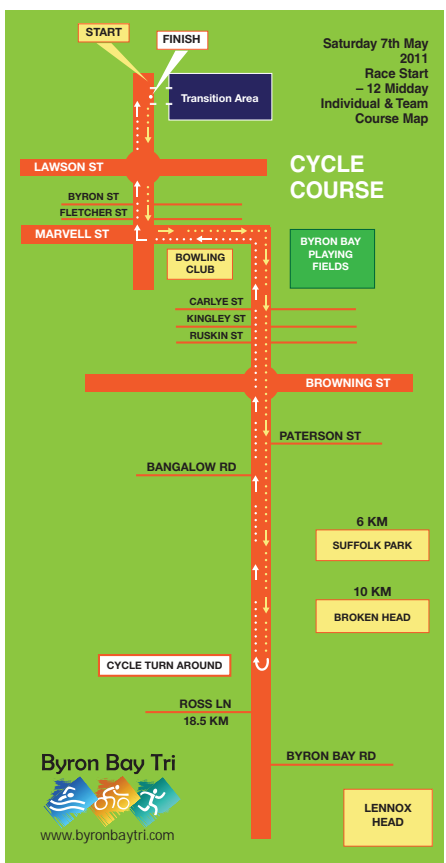 START
FINISH
Saturday 7th May
2011
Race Start
– 12 Midday
Individual & Team
Course Map
Transition Area
LAWSON ST
CYCLE
COURSE
BYRON ST
FLETCHER ST
MARVELL ST
BOWLING
CLUB
BYRON BAY
PLAYING
FIELDS
CARLYE ST
KINGLEY ST
RUSKIN ST
BROWNING ST
PATERSON ST
BANGALOW RD
6 KM
SUFFOLK PARK
10 KM
BROKEN HEAD
CYCLE TURN AROUND
ROSS LN
18.5 KM
BYRON BAY RD
Byron Bay Tri
www.byronbaytri.com
LENNOX
HEAD